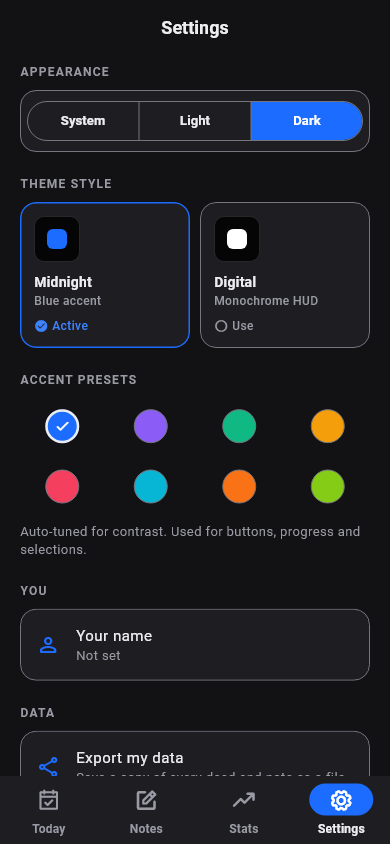 Settings
APPEARANCE
System Light Dark
THEME STYLE
Midnight
Blue accent
Active
Digital
Monochrome HUD
Use
ACCENT PRESETS
Auto-tuned for contrast. Used for buttons, progress and
selections.
YOU
Your name
Not set
DATA
Export my data
Today Notes Stats Settings